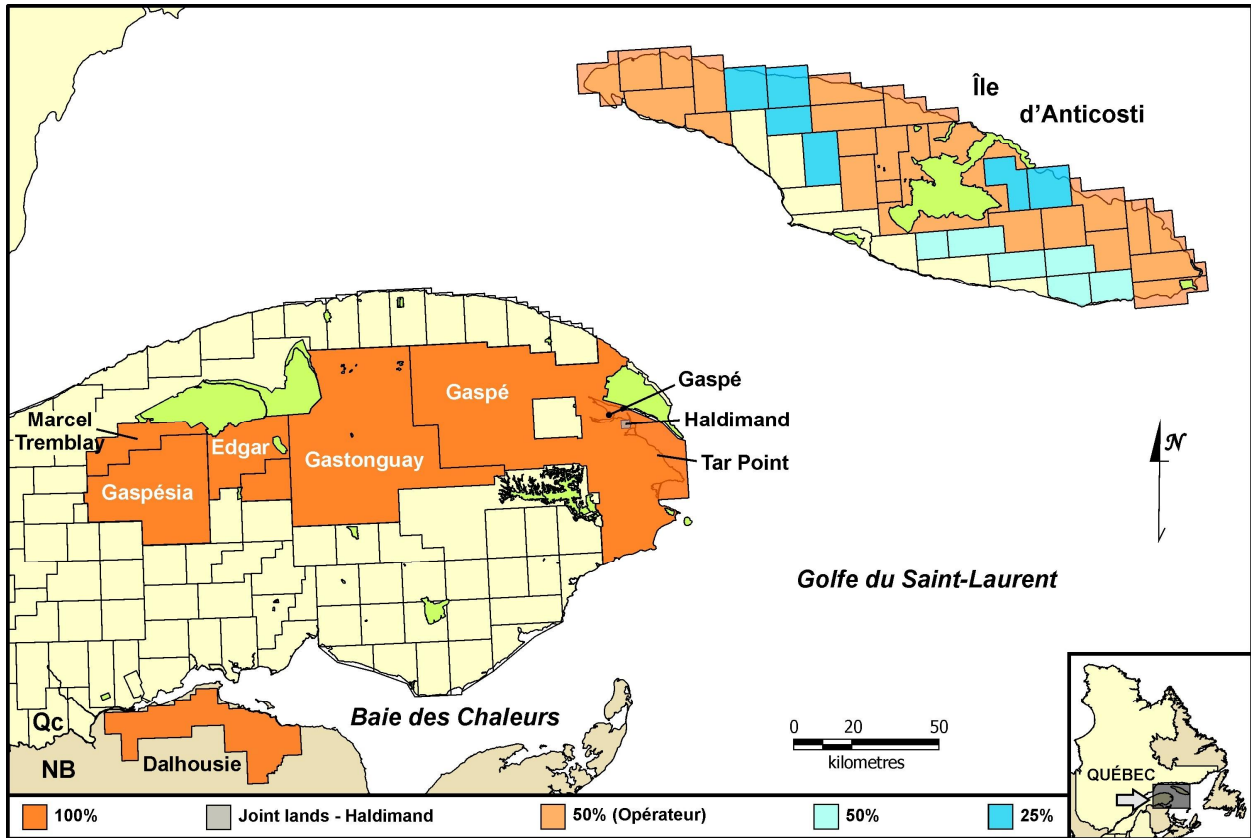 Île
d'Anticosti
Gaspé
Gaspé
Haldimand
Marcel
Tremblay
Edgar
Gastonguay
Tar Point
N
Gaspésia
Golfe du Saint-Laurent
Qc
Baie des Chaleurs
0 20 50
kilometres
NB
Dalhousie
QUÉBEC
100%
Joint lands - Haldimand
50% (Opérateur)
50%
25%